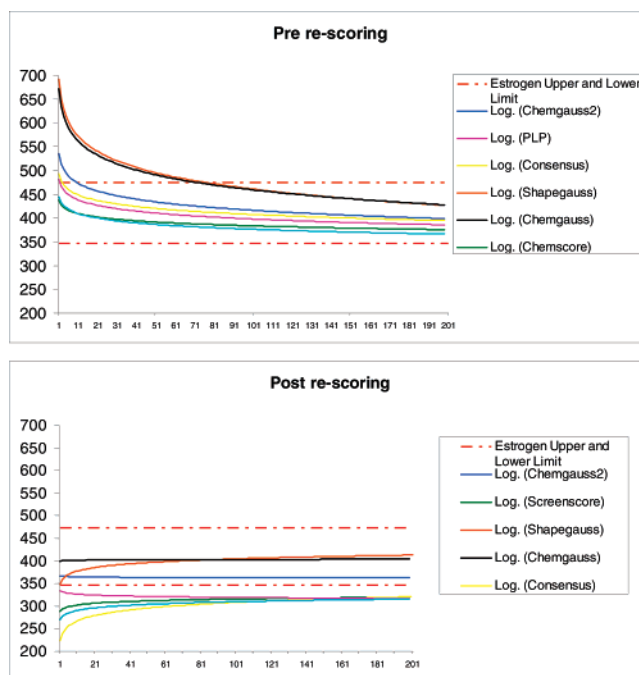 Pre re-scoring
700
650
600
550
500
450
400
350
300
250
200
1 11 21 31 41 51 61 71 81 91 101 111 121 131 141 151 161 171 181 191 201
Estrogen Upper and Lower
Limit
Log. (Chemgauss2)
Log. (PLP)
Log. (Consensus)
Log. (Shapegauss)
Log. (Chemgauss)
Log. (Chemscore)
Post re-scoring
700
650
600
550
500
450
400
350
300
250
200
1 21 41 61 81 101 121 141 161 181 201
Estrogen Upper and
Lower Limit
Log. (Chemgauss2)
Log. (Screenscore)
Log. (Shapegauss)
Log. (Chemgauss)
Log. (Consensus)